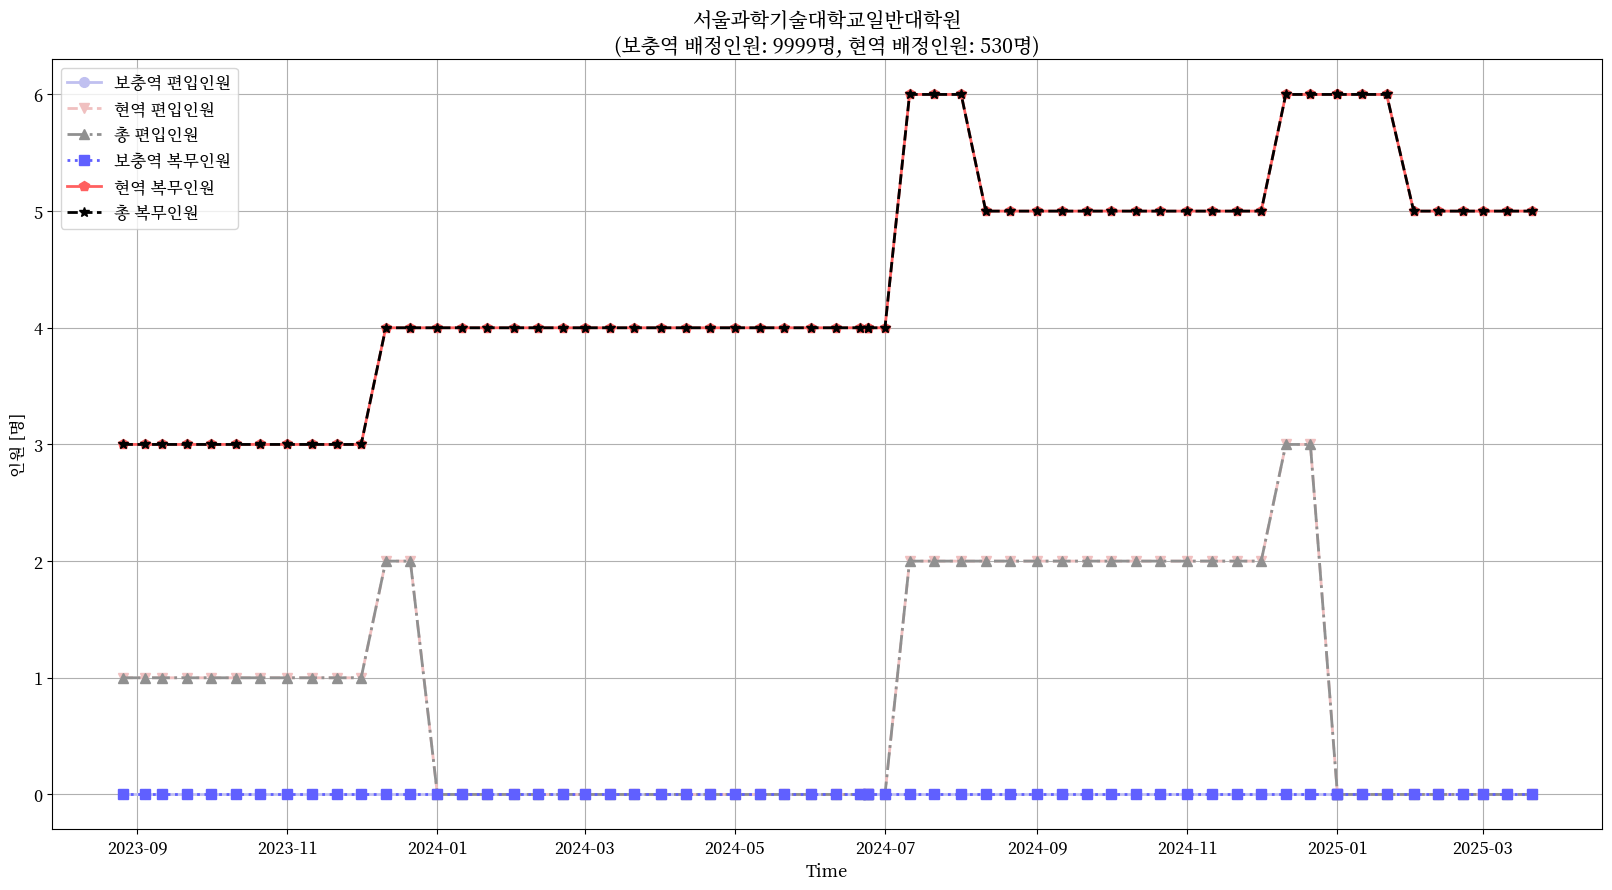 서울과학기술대학교일반대학원
(보충역 배정인원: 9999명, 현역 배정인원: 530명)
보충역 편입인원
현역 편입인원
총 편입인원
보충역 복무인원
현역 복무인원
총 복무인원
인원 [명]
6
5
4
3
2
1
0
2023-09
2023-11
2024-01
2024-03
2024-05
2024-07
2024-09
2024-11
2025-01
2025-03
Time